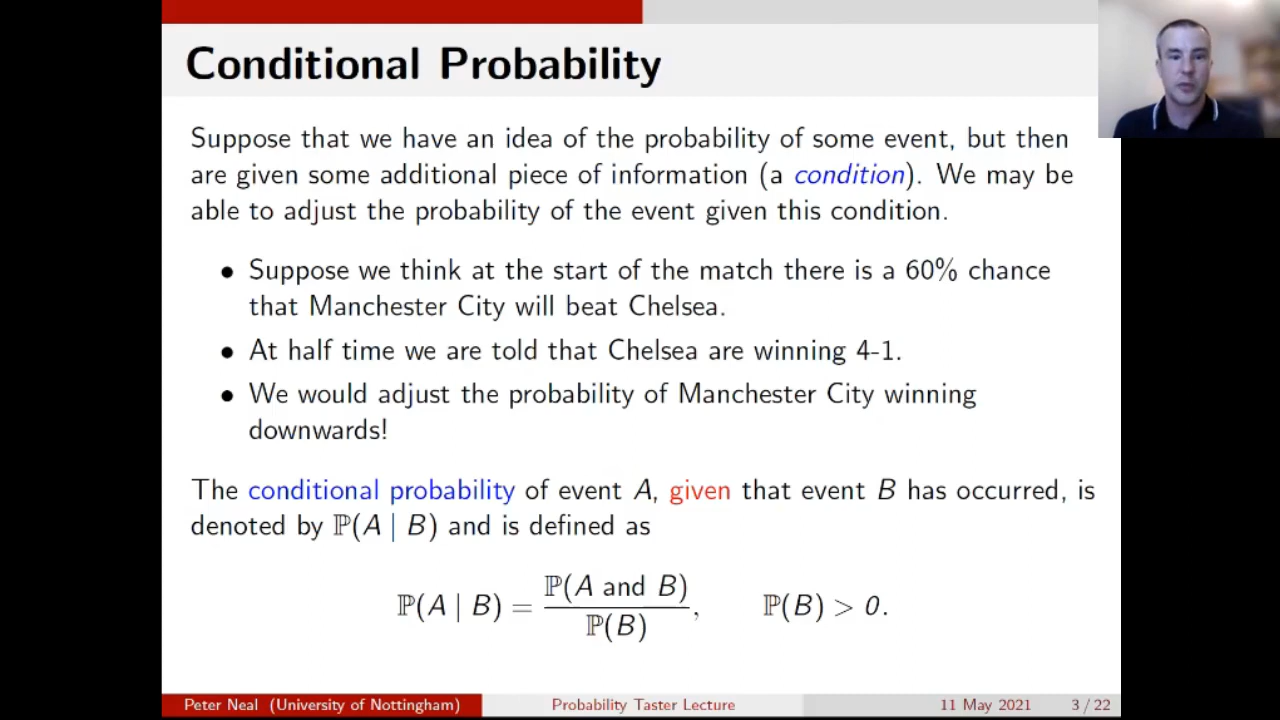 Conditional Probability
Suppose that we have an idea of the probability of some event, but then
are given some additional piece of information (a condition). We may be
able to adjust the probability of the event given this condition.
• Suppose we think at the start of the match there is a 60% chance
that Manchester City will beat Chelsea.
• At half time we are told that Chelsea are winning 4-1.
• We would adjust the probability of Manchester City winning
downwards!
The conditional probability of event A, given that event B has occurred, is
denoted by ℙ(A | B) and is defined as
ℙ(A | B) = ℙ(A and B) / ℙ(B), ℙ(B) > 0.
Peter Neal (University of Nottingham) Probability Taster Lecture 11 May 2021 3 / 22